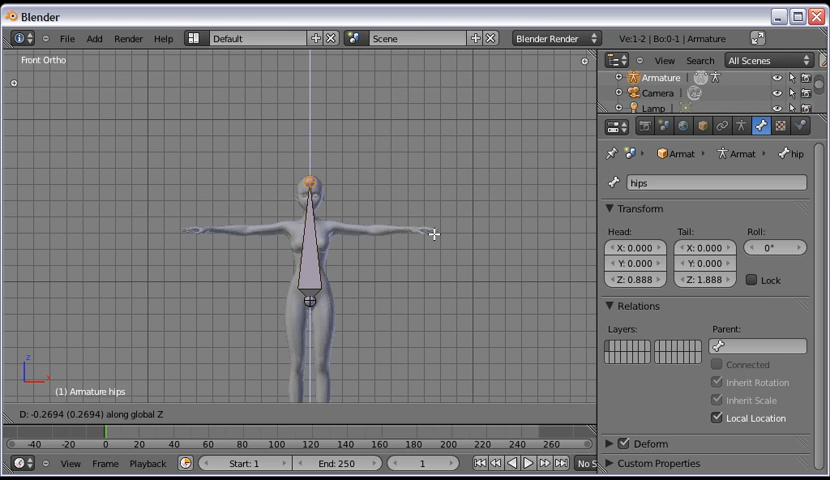 Blender
File Add Render Help Default Scene Blender Render Ve:1-2 | Bo:0-1 | Armature
Front Ortho
View Search All Scenes
Armature
Camera
Lamp
Armat Armat hip
hips
Transform
Head: Tail: Roll:
X: 0.000 X: 0.000 0°
Y: 0.000 Y: 0.000
Z: 0.888 Z: 1.888 Lock
Relations
Layers: Parent:
Connected
Inherit Rotation
Inherit Scale
Local Location
Deform
Custom Properties
z
x
(1) Armature hips
D: -0.2694 (0.2694) along global Z
-40 -20 0 20 40 60 80 100 120 140 160 180 200 220 240 260
View Frame Playback Start: 1 End: 250 1 No S